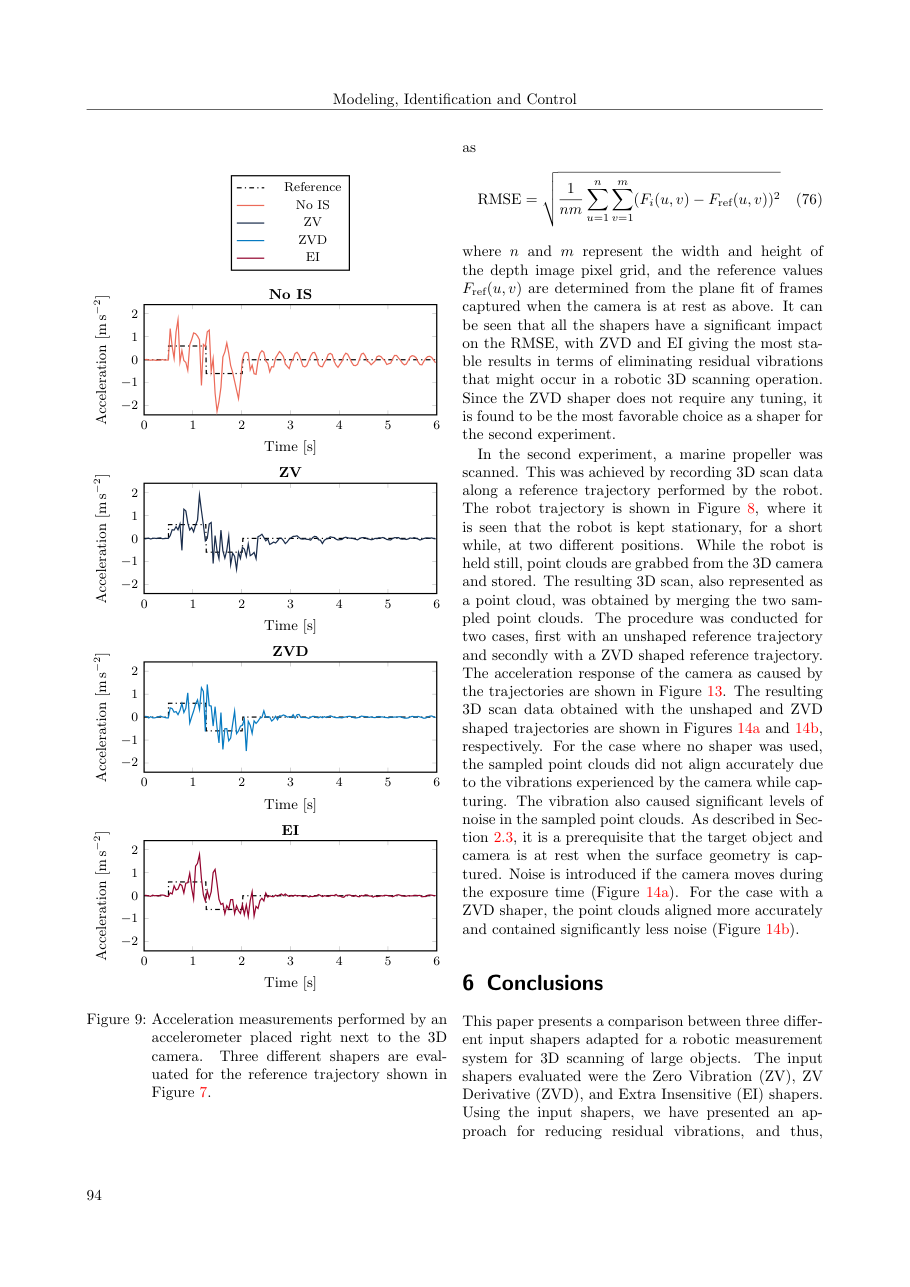 Modeling, Identification and Control
Reference
No IS
ZV
ZVD
EI
No IS
Acceleration [m s−2]
2
1
0
−1
−2
0 1 2 3 4 5 6
Time [s]
ZV
Acceleration [m s−2]
2
1
0
−1
−2
0 1 2 3 4 5 6
Time [s]
ZVD
Acceleration [m s−2]
2
1
0
−1
−2
0 1 2 3 4 5 6
Time [s]
EI
Acceleration [m s−2]
2
1
0
−1
−2
0 1 2 3 4 5 6
Time [s]
Figure 9: Acceleration measurements performed by an
accelerometer placed right next to the 3D
camera. Three different shapers are eval-
uated for the reference trajectory shown in
Figure 7.
as
RMSE = √(1/nm ∑_{u=1}^{n} ∑_{v=1}^{m} (F_i(u, v) − F_ref(u, v))²) (76)
where n and m represent the width and height of
the depth image pixel grid, and the reference values
F_ref(u, v) are determined from the plane fit of frames
captured when the camera is at rest as above. It can
be seen that all the shapers have a significant impact
on the RMSE, with ZVD and EI giving the most sta-
ble results in terms of eliminating residual vibrations
that might occur in a robotic 3D scanning operation.
Since the ZVD shaper does not require any tuning, it
is found to be the most favorable choice as a shaper for
the second experiment.
In the second experiment, a marine propeller was
scanned. This was achieved by recording 3D scan data
along a reference trajectory performed by the robot.
The robot trajectory is shown in Figure 8, where it
is seen that the robot is kept stationary, for a short
while, at two different positions. While the robot is
held still, point clouds are grabbed from the 3D camera
and stored. The resulting 3D scan, also represented as
a point cloud, was obtained by merging the two sam-
pled point clouds. The procedure was conducted for
two cases, first with an unshaped reference trajectory
and secondly with a ZVD shaped reference trajectory.
The acceleration response of the camera as caused by
the trajectories are shown in Figure 13. The resulting
3D scan data obtained with the unshaped and ZVD
shaped trajectories are shown in Figures 14a and 14b,
respectively. For the case where no shaper was used,
the sampled point clouds did not align accurately due
to the vibrations experienced by the camera while cap-
turing. The vibration also caused significant levels of
noise in the sampled point clouds. As described in Sec-
tion 2.3, it is a prerequisite that the target object and
camera is at rest when the surface geometry is cap-
tured. Noise is introduced if the camera moves during
the exposure time (Figure 14a). For the case with a
ZVD shaper, the point clouds aligned more accurately
and contained significantly less noise (Figure 14b).
6 Conclusions
This paper presents a comparison between three differ-
ent input shapers adapted for a robotic measurement
system for 3D scanning of large objects. The input
shapers evaluated were the Zero Vibration (ZV), ZV
Derivative (ZVD), and Extra Insensitive (EI) shapers.
Using the input shapers, we have presented an ap-
proach for reducing residual vibrations, and thus,
94